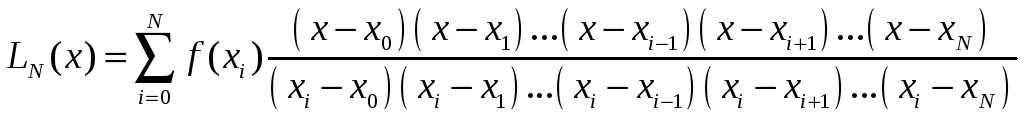 L_N(x) = \sum_{i=0}^{N} f(x_i) \frac{(x-x_0)(x-x_1)...(x-x_{i-1})(x-x_{i+1})...(x-x_N)}{(x_i-x_0)(x_i-x_1)...(x_i-x_{i-1})(x_i-x_{i+1})...(x_i-x_N)}